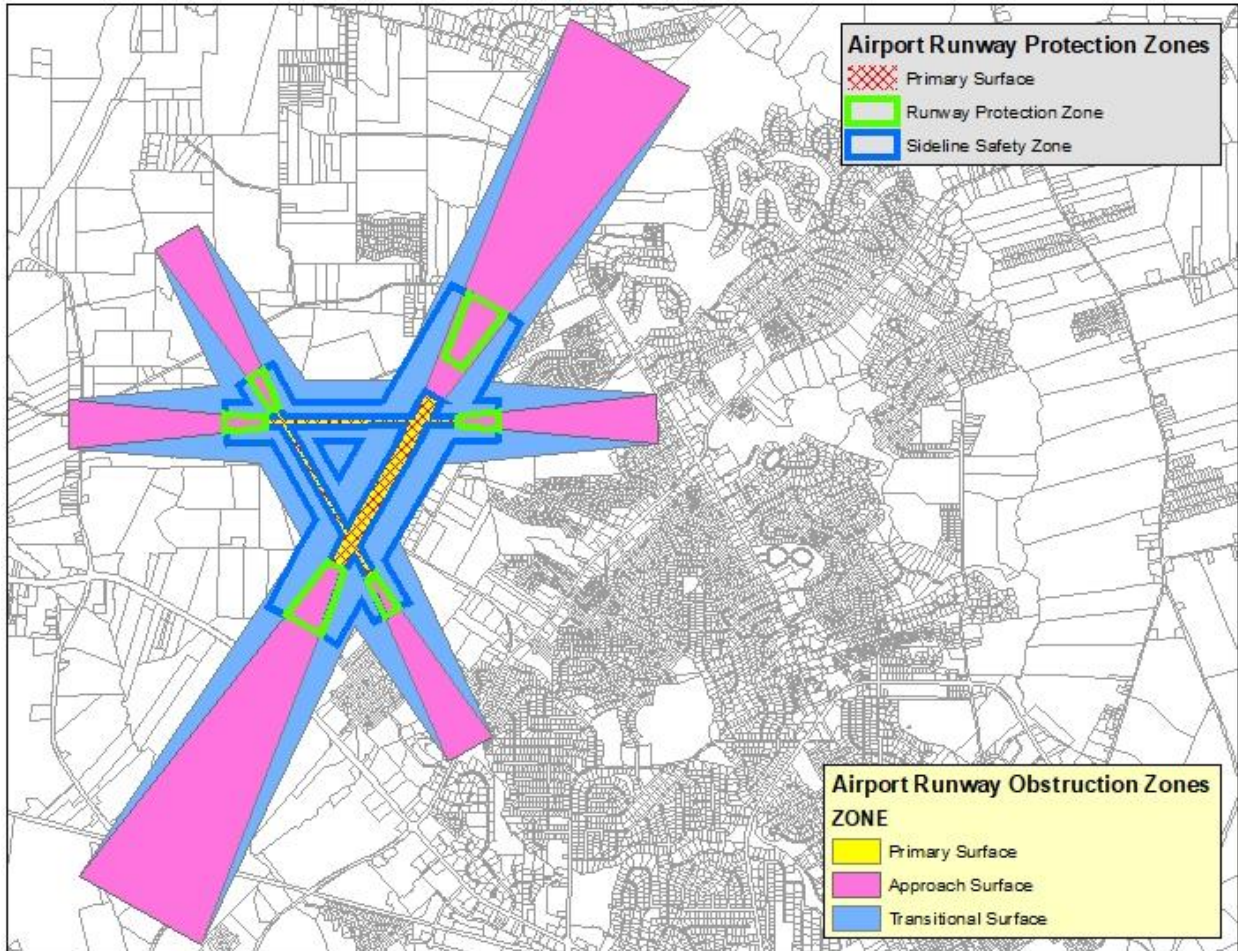 Airport Runway Protection Zones
Primary Surface
Runway Protection Zone
Sideline Safety Zone
Airport Runway Obstruction Zones
ZONE
Primary Surface
Approach Surface
Transitional Surface